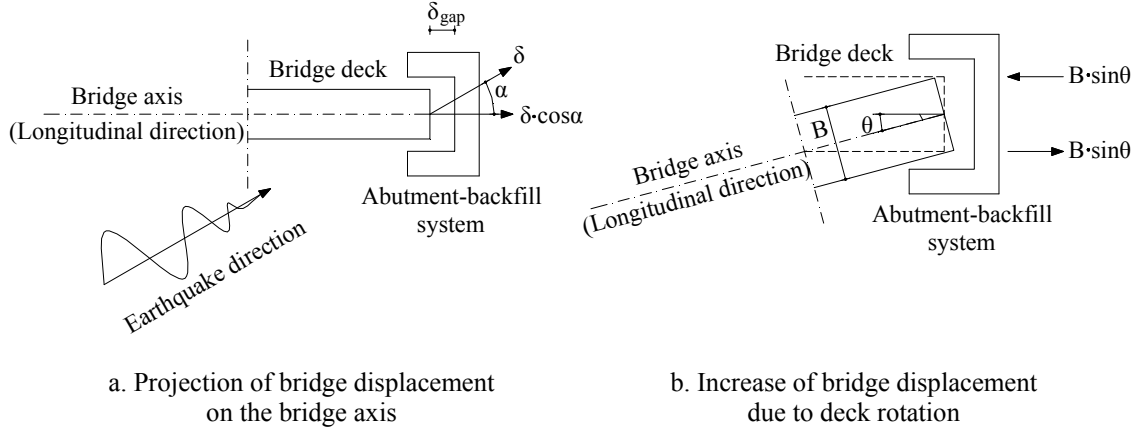 δgap
Bridge deck
δ
α
Bridge axis
(Longitudinal direction)
δ·cosα
Abutment-backfill
system
Earthquake direction
a. Projection of bridge displacement
on the bridge axis
Bridge deck
B·sinθ
B
θ
B·sinθ
Bridge axis
(Longitudinal direction)
Abutment-backfill
system
b. Increase of bridge displacement
due to deck rotation